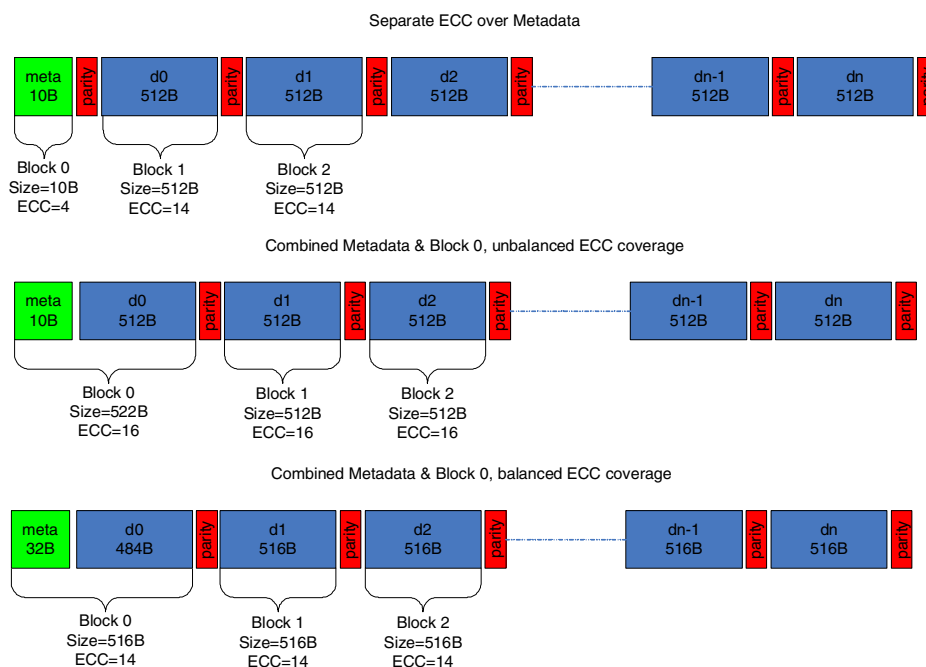 Separate ECC over Metadata
meta
10B
parity
d0
512B
parity
d1
512B
parity
d2
512B
parity
dn-1
512B
parity
dn
512B
parity
Block 0
Size=10B
ECC=4
Block 1
Size=512B
ECC=14
Block 2
Size=512B
ECC=14
Combined Metadata & Block 0, unbalanced ECC coverage
meta
10B
d0
512B
parity
d1
512B
parity
d2
512B
parity
dn-1
512B
parity
dn
512B
parity
Block 0
Size=522B
ECC=16
Block 1
Size=512B
ECC=16
Block 2
Size=512B
ECC=16
Combined Metadata & Block 0, balanced ECC coverage
meta
32B
d0
484B
parity
d1
516B
parity
d2
516B
parity
dn-1
516B
parity
dn
516B
parity
Block 0
Size=516B
ECC=14
Block 1
Size=516B
ECC=14
Block 2
Size=516B
ECC=14